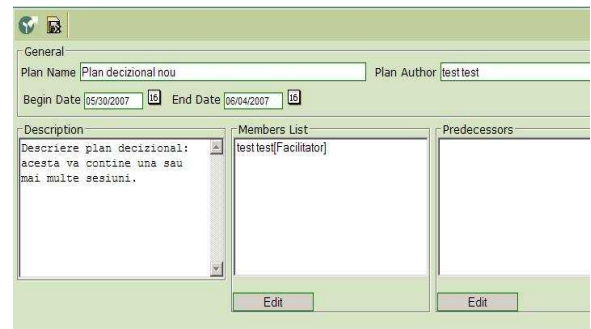 General
Plan Name Plan decizional nou Plan Author test test
Begin Date 05/30/2007 16 End Date 06/04/2007 16
Description Members List Predecessors
Descriere plan decizional:
acesta va contine una sau
mai multe sesiuni.
test test[Facilitator]
Edit Edit